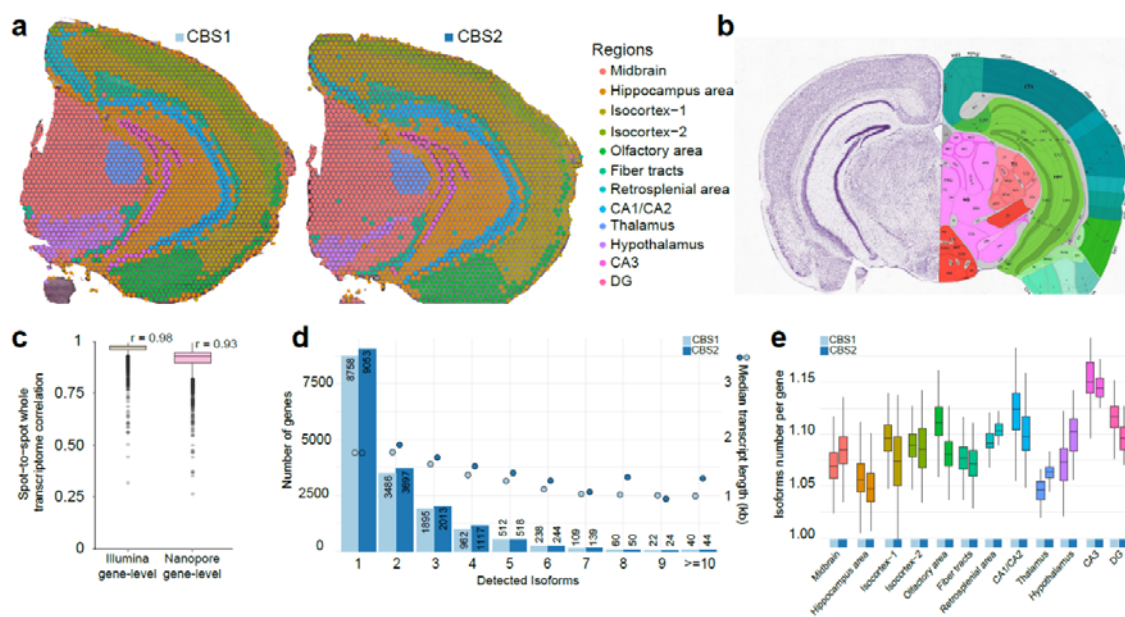 a
CBS1
CBS2
Regions
Midbrain
Hippocampus area
Isocortex−1
Isocortex−2
Olfactory area
Fiber tracts
Retrosplenial area
CA1/CA2
Thalamus
Hypothalamus
CA3
DG
b
c
Spot-to-spot whole
transcriptome correlation
1
0.75
0.50
0.25
0
r = 0.98
r = 0.93
Illumina
gene-level
Nanopore
gene-level
d
CBS1
CBS2
Number of genes
7500
5000
2500
0
8758
9053
3486
3697
1895
2013
962
1117
512
518
238
244
109
139
60
50
22
24
40
44
1
2
3
4
5
6
7
8
9
>=10
Detected Isoforms
3
2
1
0
Median transcript length (kb)
e
CBS1
CBS2
Isoforms number per gene
1.15
1.10
1.05
1.00
Midbrain
Hippocampus area
Isocortex-1
Isocortex-2
Olfactory area
Fiber tracts
Retrosplenial area
CA1/CA2
Thalamus
Hypothalamus
CA3
DG